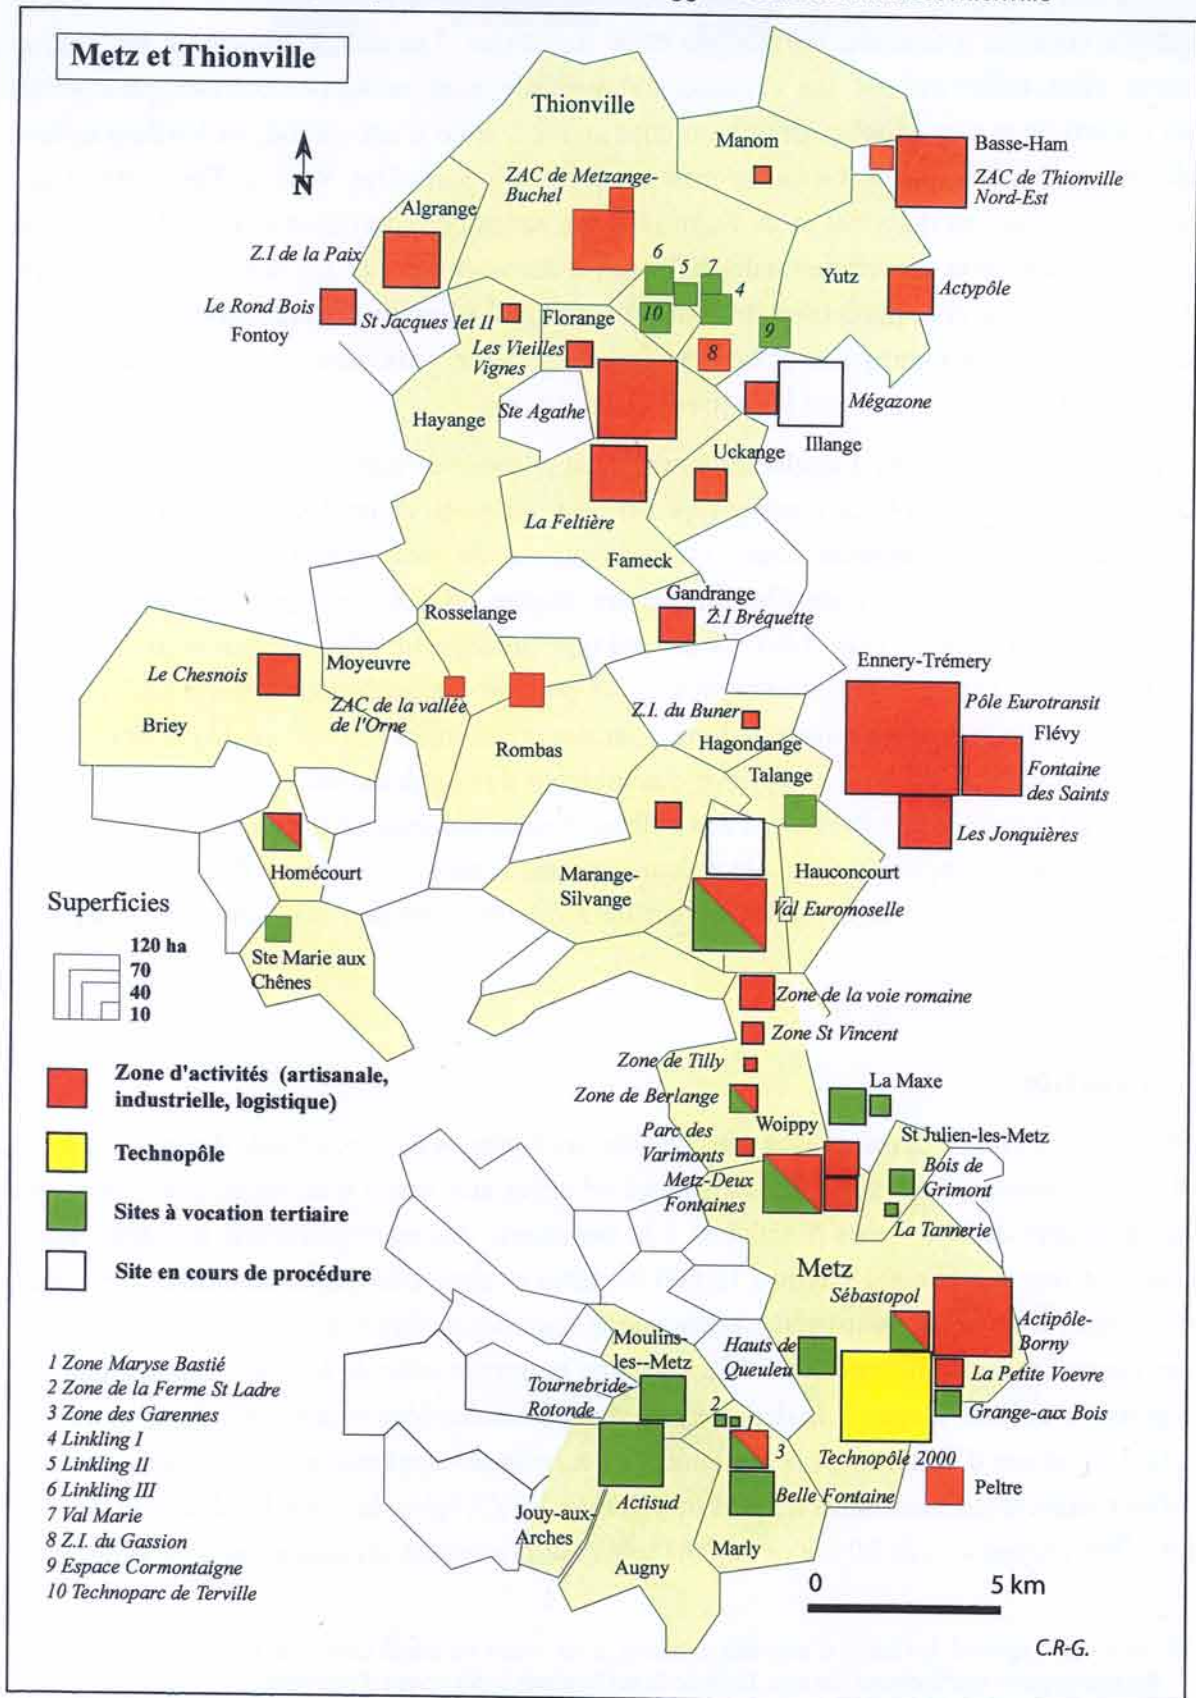 Metz et Thionville
N
Thionville
Manom
Basse-Ham
ZAC de Thionville
Nord-Est
ZAC de Metzange-
Buchel
Algrange
Z.I de la Paix
Le Rond Bois
Fontoy
St Jacques Iet II
Florange
6
5
7
4
10
9
8
Yutz
Actypôle
Les Vieilles
Vignes
Hayange
Ste Agathe
Mégazone
Illange
Uckange
La Feltière
Fameck
Gandrange
Z.I Bréquette
Rosselange
Moyeuvre
Le Chesnois
Briey
ZAC de la vallée
de l'Orne
Rombas
Z.I. du Buner
Hagondange
Talange
Ennery-Trémery
Pôle Eurotransit
Flévy
Fontaine
des Saints
Les Jonquières
Homécourt
Marange-
Silvange
Hauconcourt
Val Euromoselle
Ste Marie aux
Chênes
Superficies
120 ha
70
40
10
Zone de la voie romaine
Zone St Vincent
Zone de Tilly
Zone de Berlange
La Maxe
Woippy
Parc des
Varimonts
St Julien-les-Metz
Bois de
Grimont
Metz-Deux
Fontaines
La Tannerie
Zone d'activités (artisanale,
industrielle, logistique)
Technopôle
Sites à vocation tertiaire
Site en cours de procédure
Metz
Sébastopol
Actipôle-
Borny
Hauts de
Queuleu
La Petite Voevre
Grange-aux Bois
Moulins-
les--Metz
Tournebride-
Rotonde
2
1
3
Technopôle 2000
Peltre
Actisud
Belle Fontaine
Jouy-aux-
Arches
Augny
Marly
1 Zone Maryse Bastié
2 Zone de la Ferme St Ladre
3 Zone des Garennes
4 Linkling I
5 Linkling II
6 Linkling III
7 Val Marie
8 Z.I. du Gassion
9 Espace Cormontaigne
10 Technoparc de Terville
0
5 km
C.R-G.